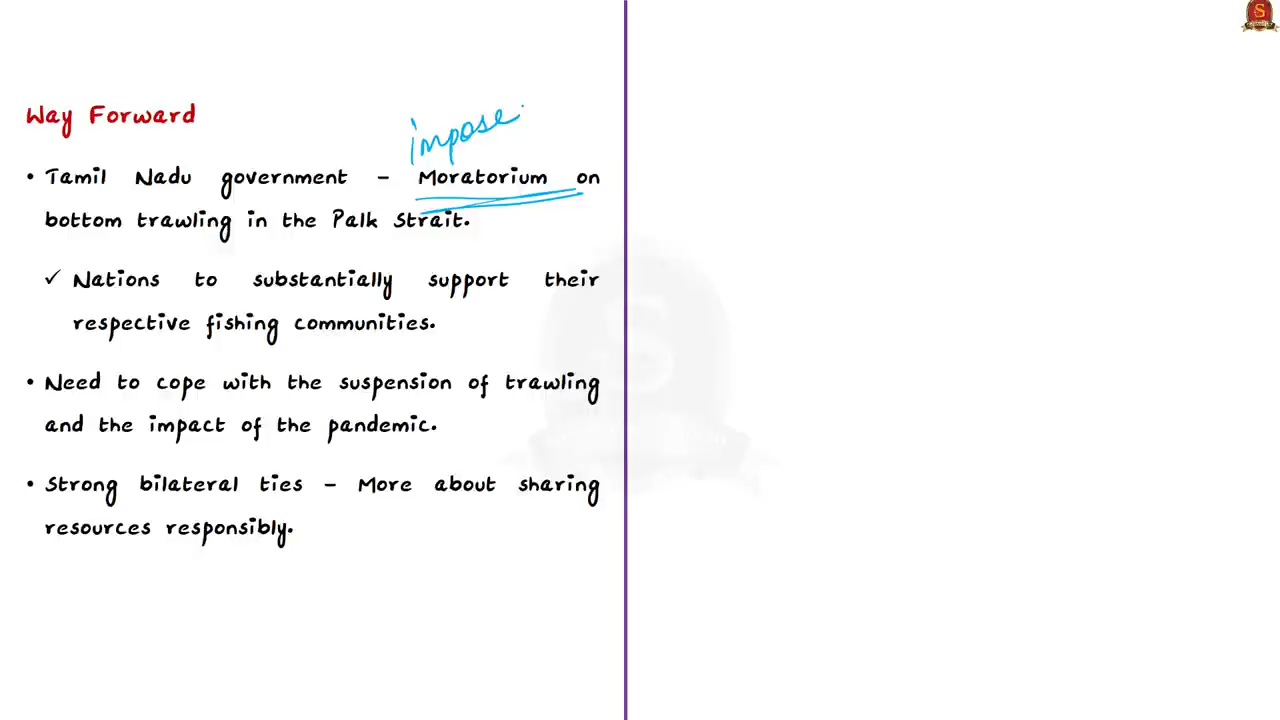 Way Forward
impose
• Tamil Nadu government - Moratorium on
bottom trawling in the Palk Strait.
✓ Nations to substantially support their
respective fishing communities.
• Need to cope with the suspension of trawling
and the impact of the pandemic.
• Strong bilateral ties - More about sharing
resources responsibly.
S
S